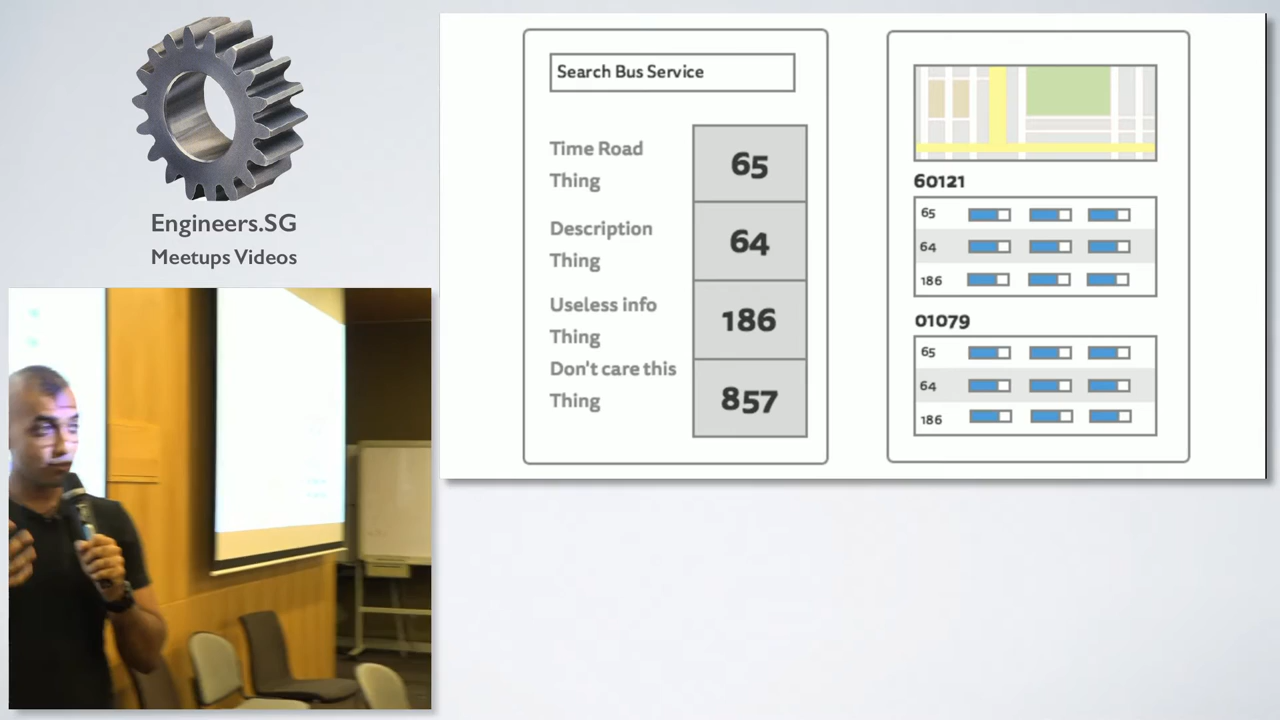 Engineers.SG
Meetups Videos
Search Bus Service
Time Road
Thing
65
Description
Thing
64
Useless info
Thing
186
Don't care this
Thing
857
60121
65
64
186
01079
65
64
186